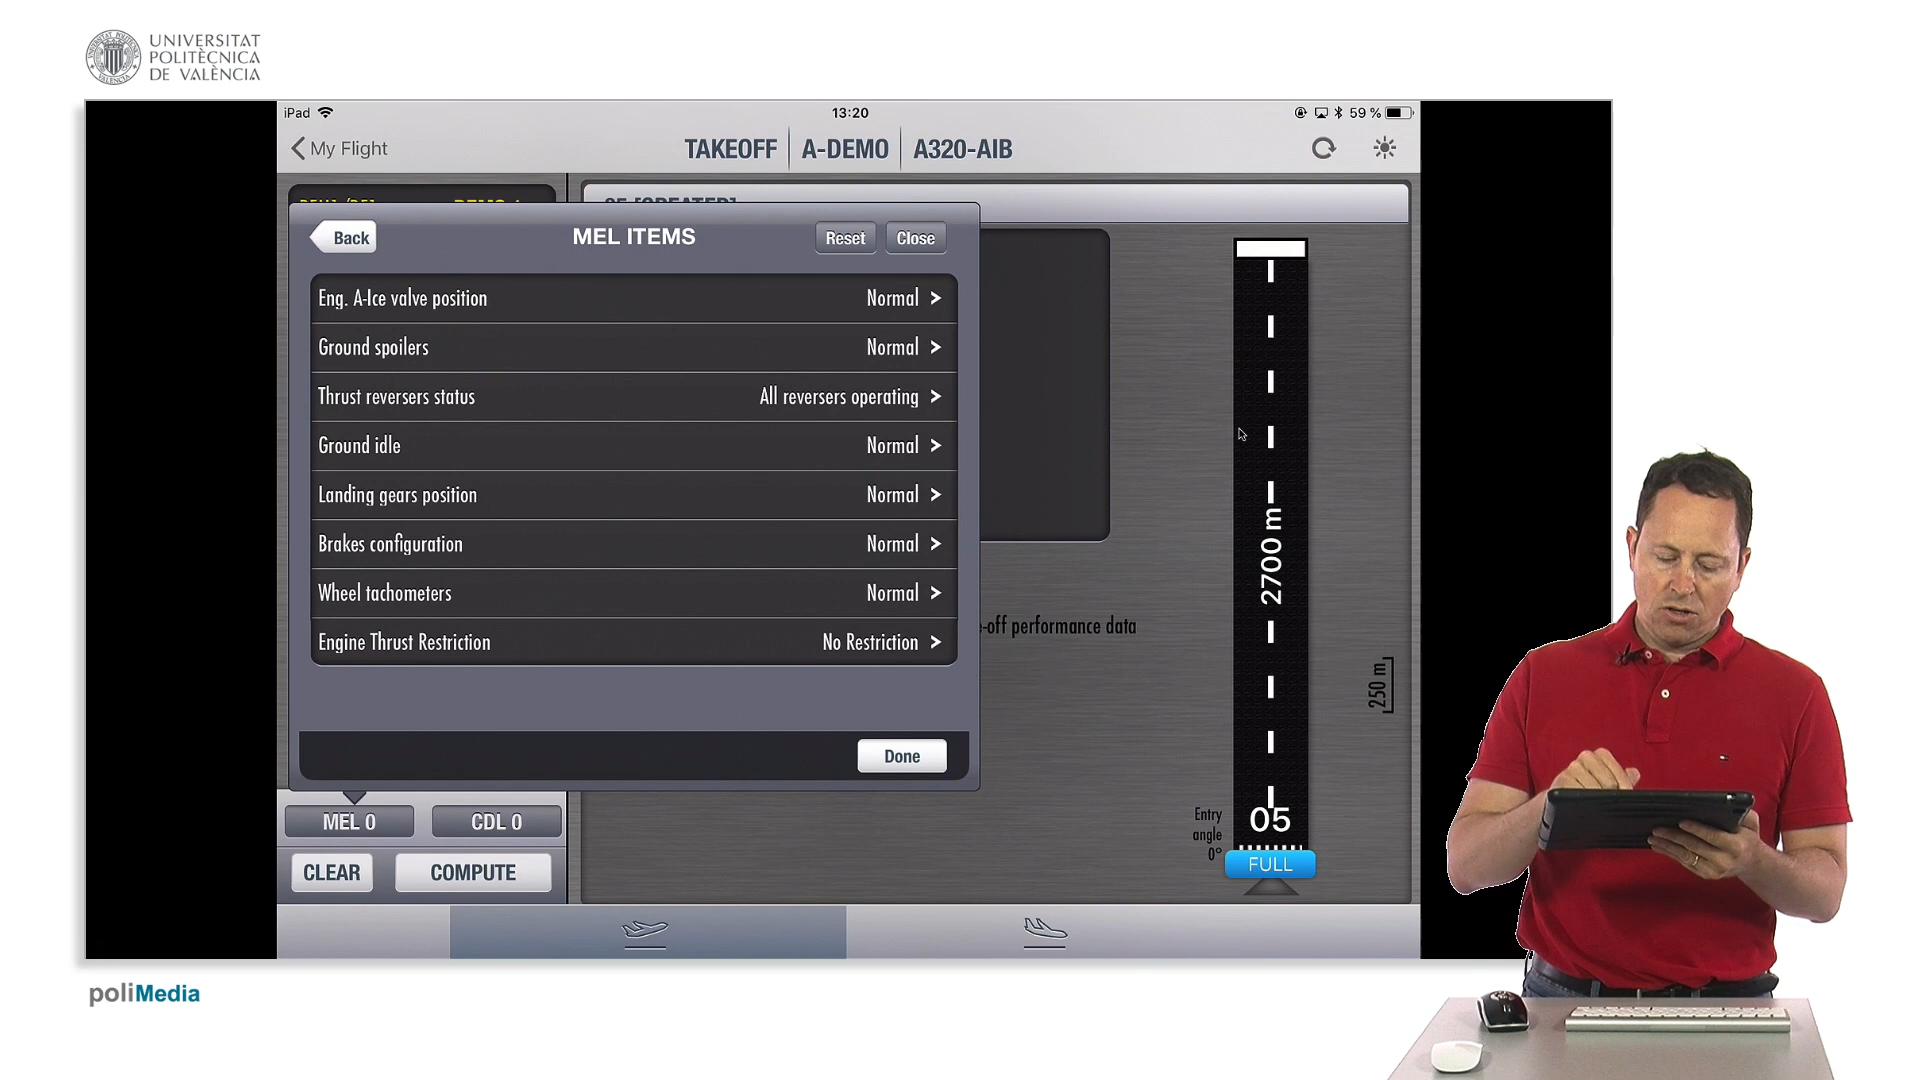 UNIVERSITAT
POLITÈCNICA
DE VALÈNCIA
iPad
13:20
59 %
My Flight
TAKEOFF
A-DEMO
A320-AIB
Back
MEL ITEMS
Reset
Close
Eng. A-Ice valve position
Normal >
Ground spoilers
Normal >
Thrust reversers status
All reversers operating >
Ground idle
Normal >
Landing gears position
Normal >
Brakes configuration
Normal >
Wheel tachometers
Normal >
Engine Thrust Restriction
No Restriction >
Done
-off performance data
2700 m
250 m
Entry
angle
0°
05
FULL
MEL 0
CDL 0
CLEAR
COMPUTE
poliMedia